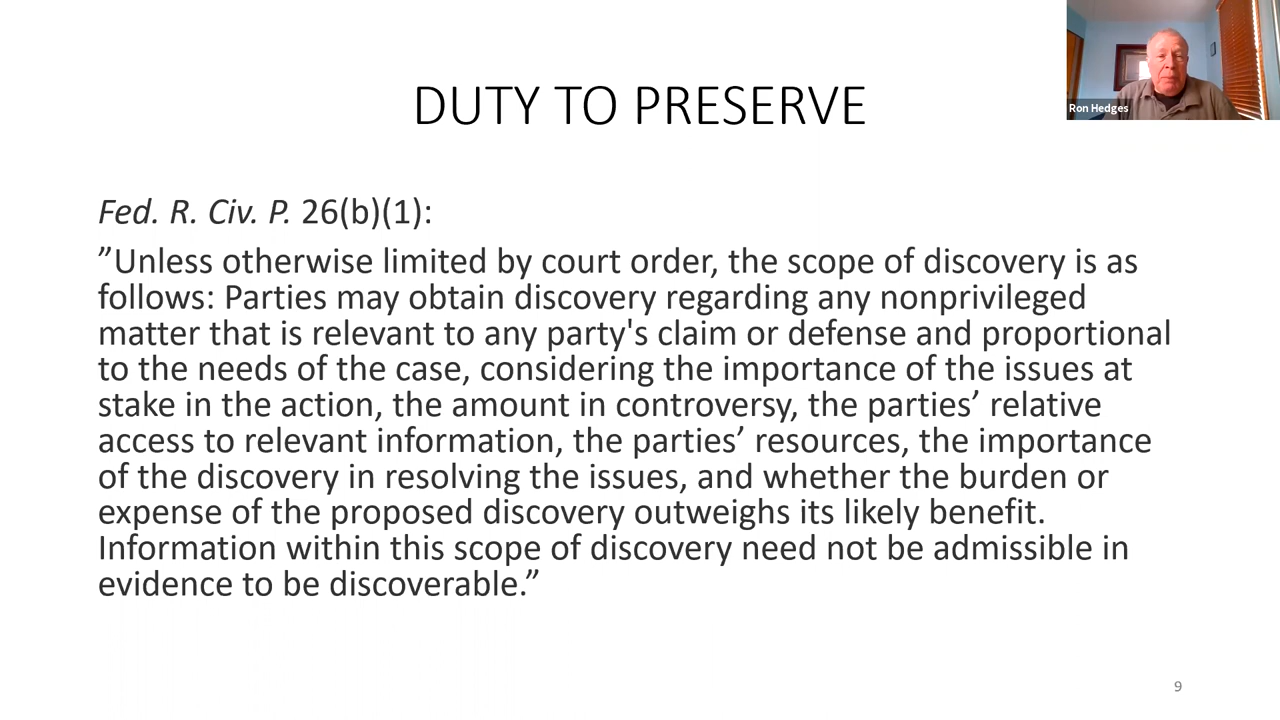 DUTY TO PRESERVE
Ron Hedges
Fed. R. Civ. P. 26(b)(1):
”Unless otherwise limited by court order, the scope of discovery is as
follows: Parties may obtain discovery regarding any nonprivileged
matter that is relevant to any party's claim or defense and proportional
to the needs of the case, considering the importance of the issues at
stake in the action, the amount in controversy, the parties’ relative
access to relevant information, the parties’ resources, the importance
of the discovery in resolving the issues, and whether the burden or
expense of the proposed discovery outweighs its likely benefit.
Information within this scope of discovery need not be admissible in
evidence to be discoverable.”
9